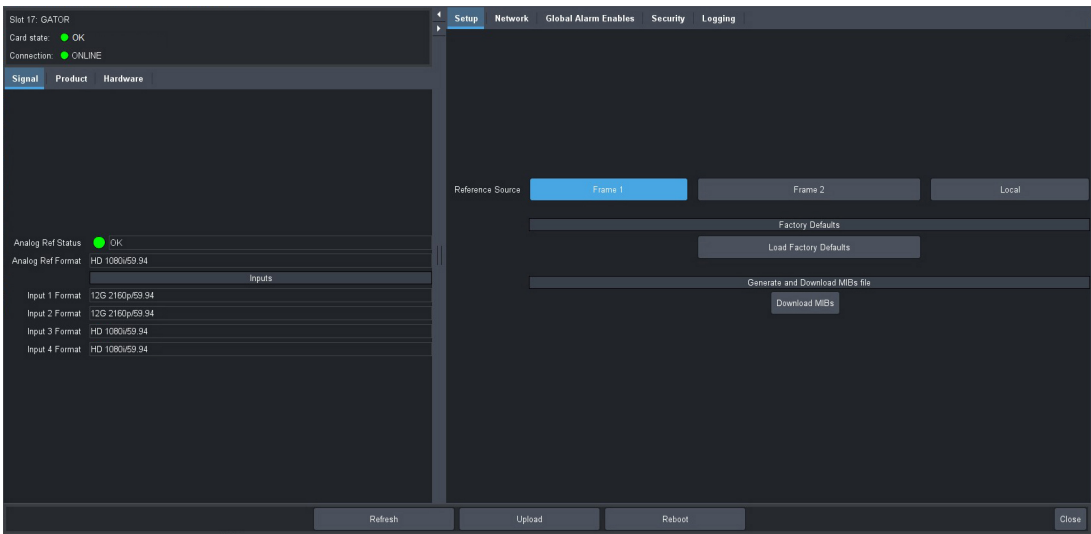 Slot 17: GATOR
Card state: OK
Connection: ONLINE
Signal Product Hardware
Analog Ref Status OK
Analog Ref Format HD 1080i/59.94
Inputs
Input 1 Format 12G 2160p/59.94
Input 2 Format 12G 2160p/59.94
Input 3 Format HD 1080i/59.94
Input 4 Format HD 1080i/59.94
Setup Network Global Alarm Enables Security Logging
Reference Source Frame 1 Frame 2 Local
Factory Defaults
Load Factory Defaults
Generate and Download MIBs file
Download MIBs
Refresh Upload Reboot Close